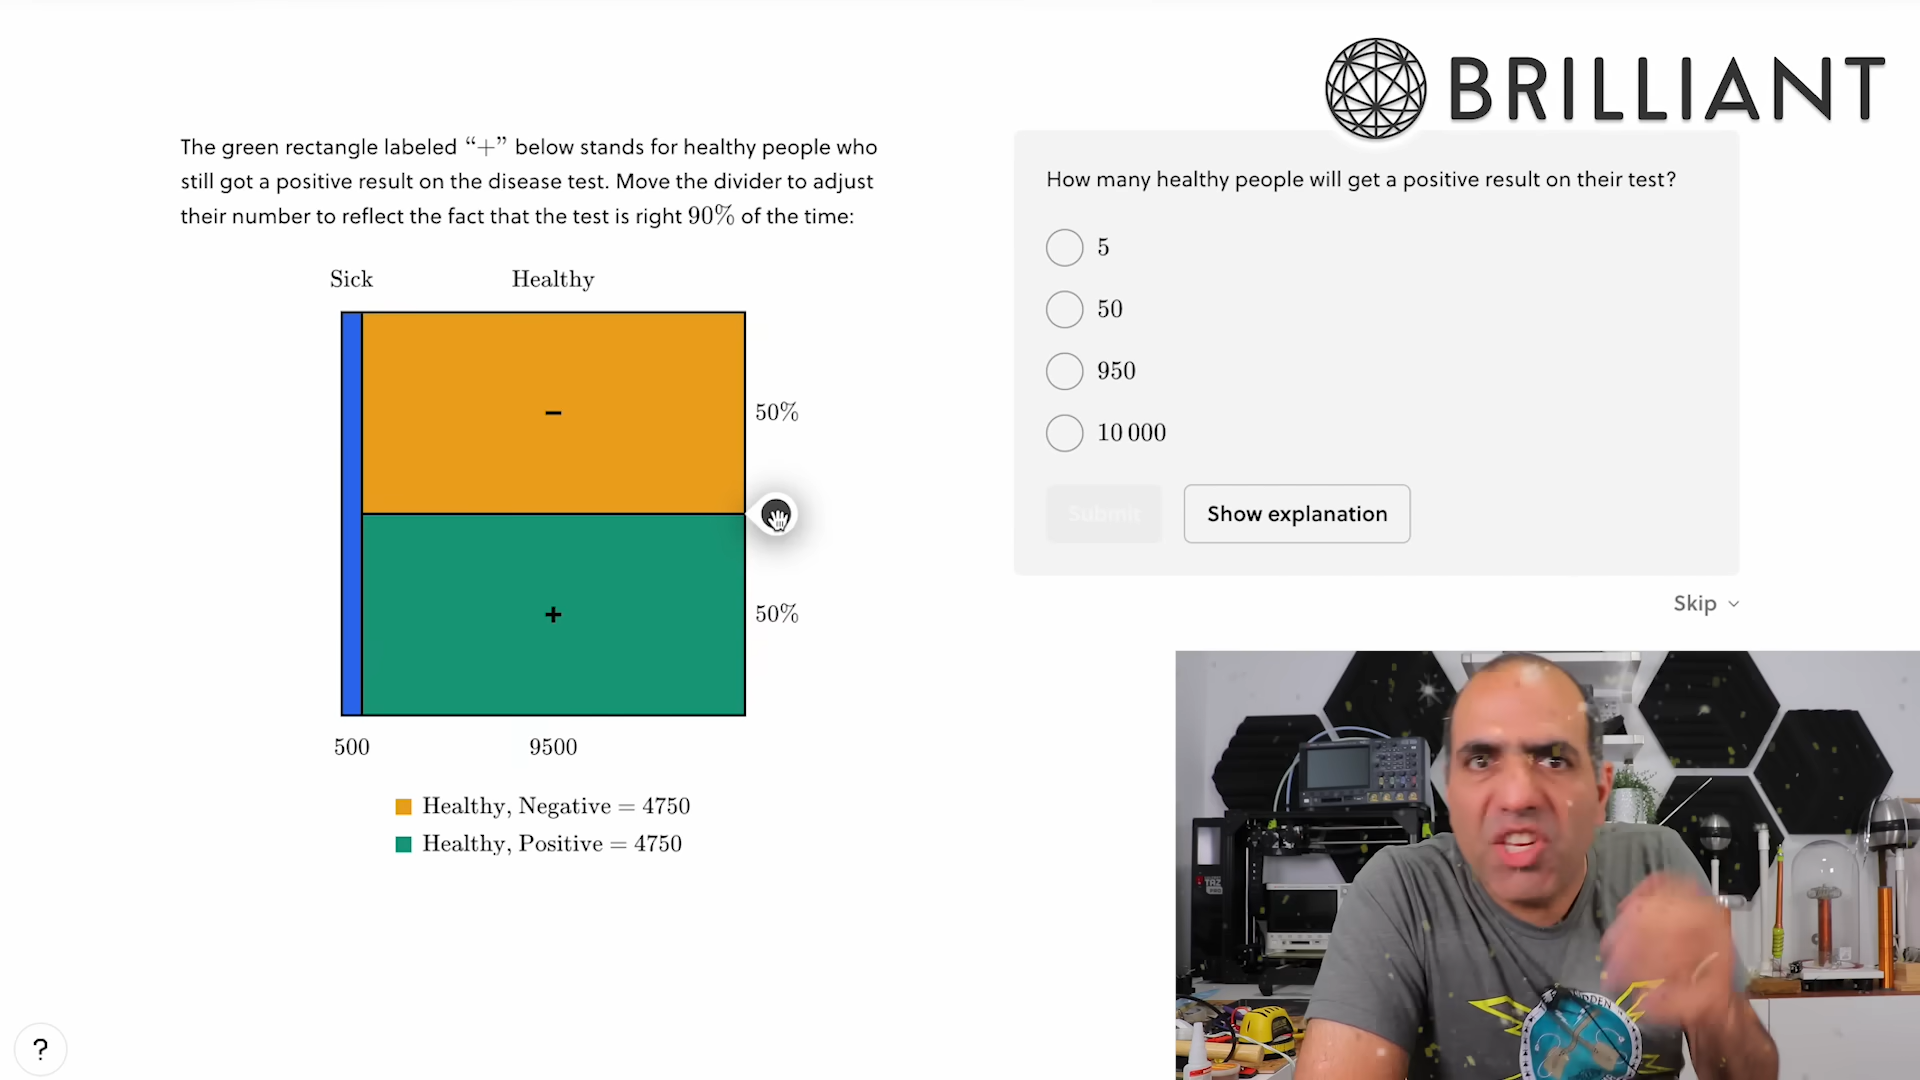 BRILLIANT
The green rectangle labeled “+” below stands for healthy people who
still got a positive result on the disease test. Move the divider to adjust
their number to reflect the fact that the test is right 90% of the time:
Sick Healthy
−
50%
+
50%
500 9500
Healthy, Negative = 4750
Healthy, Positive = 4750
How many healthy people will get a positive result on their test?
5
50
950
10 000
Submit Show explanation
Skip
?